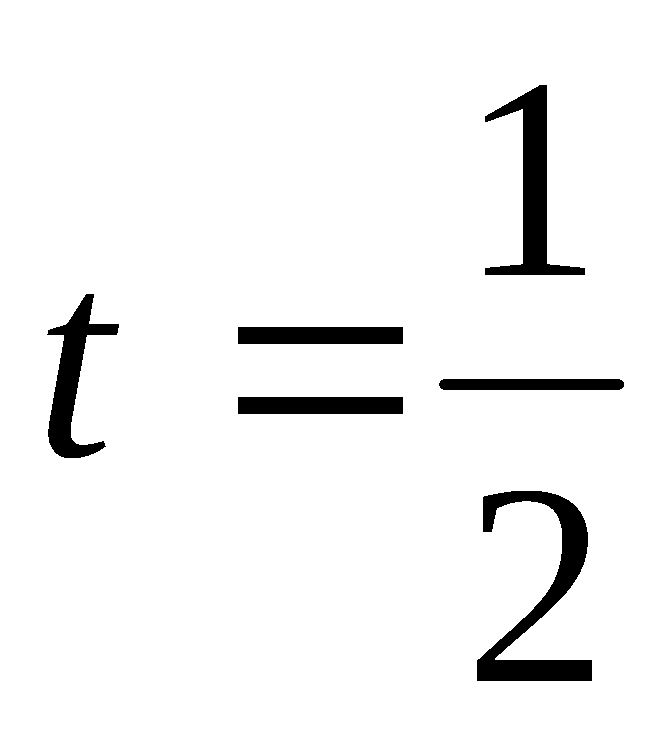 t = 1/2